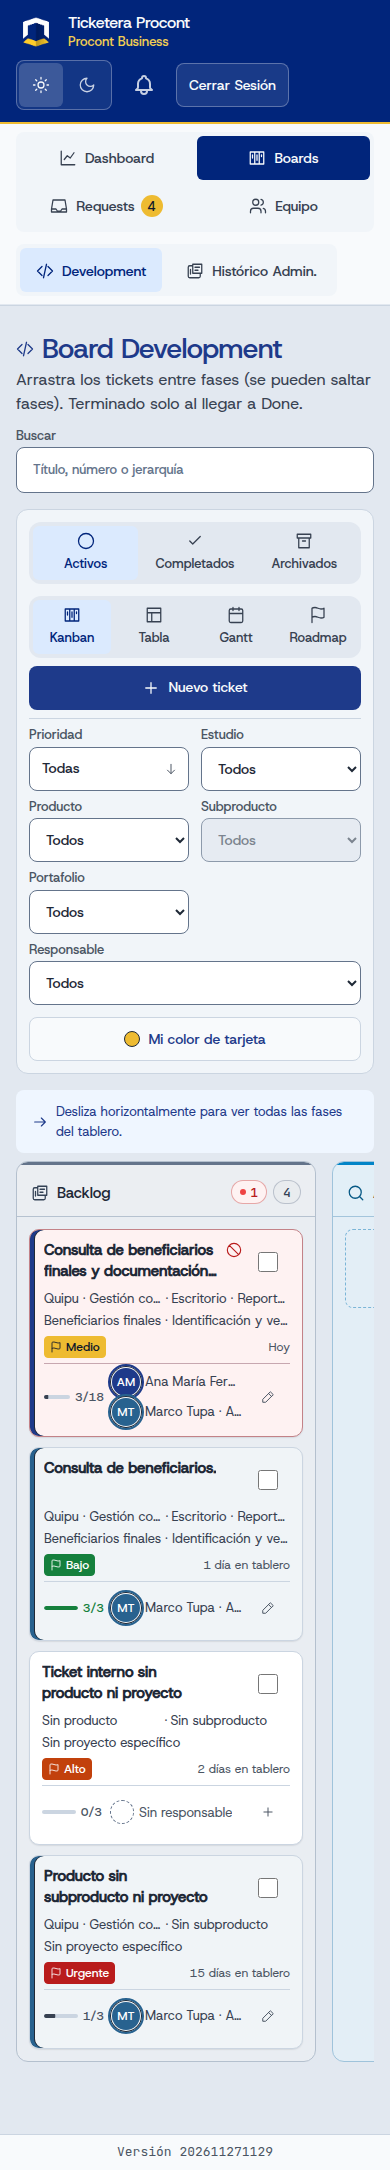 Ticketera Procont
Procont Business
Cerrar Sesión
Dashboard
Boards
Requests 4
Equipo
Development
Histórico Admin.
Board Development
Arrastra los tickets entre fases (se pueden saltar
fases). Terminado solo al llegar a Done.
Buscar
Título, número o jerarquía
Activos
Completados
Archivados
Kanban
Tabla
Gantt
Roadmap
Nuevo ticket
Prioridad
Estudio
Todas
Todos
Producto
Subproducto
Todos
Todos
Portafolio
Todos
Responsable
Todos
Mi color de tarjeta
Desliza horizontalmente para ver todas las fases
del tablero.
Backlog
1
4
Consulta de beneficiarios
finales y documentación...
Quipu · Gestión co... · Escritorio · Report...
Beneficiarios finales · Identificación y ve...
Medio
Hoy
3/18
AM Ana María Fer...
MT Marco Tupa · A...
Consulta de beneficiarios.
Quipu · Gestión co... · Escritorio · Report...
Beneficiarios finales · Identificación y ve...
Bajo
1 día en tablero
3/3
MT Marco Tupa · A...
Ticket interno sin
producto ni proyecto
Sin producto · Sin subproducto
Sin proyecto específico
Alto
2 días en tablero
0/3
Sin responsable
Producto sin
subproducto ni proyecto
Quipu · Gestión co... · Sin subproducto
Sin proyecto específico
Urgente
15 días en tablero
1/3
MT Marco Tupa · A...
Versión 202611271129